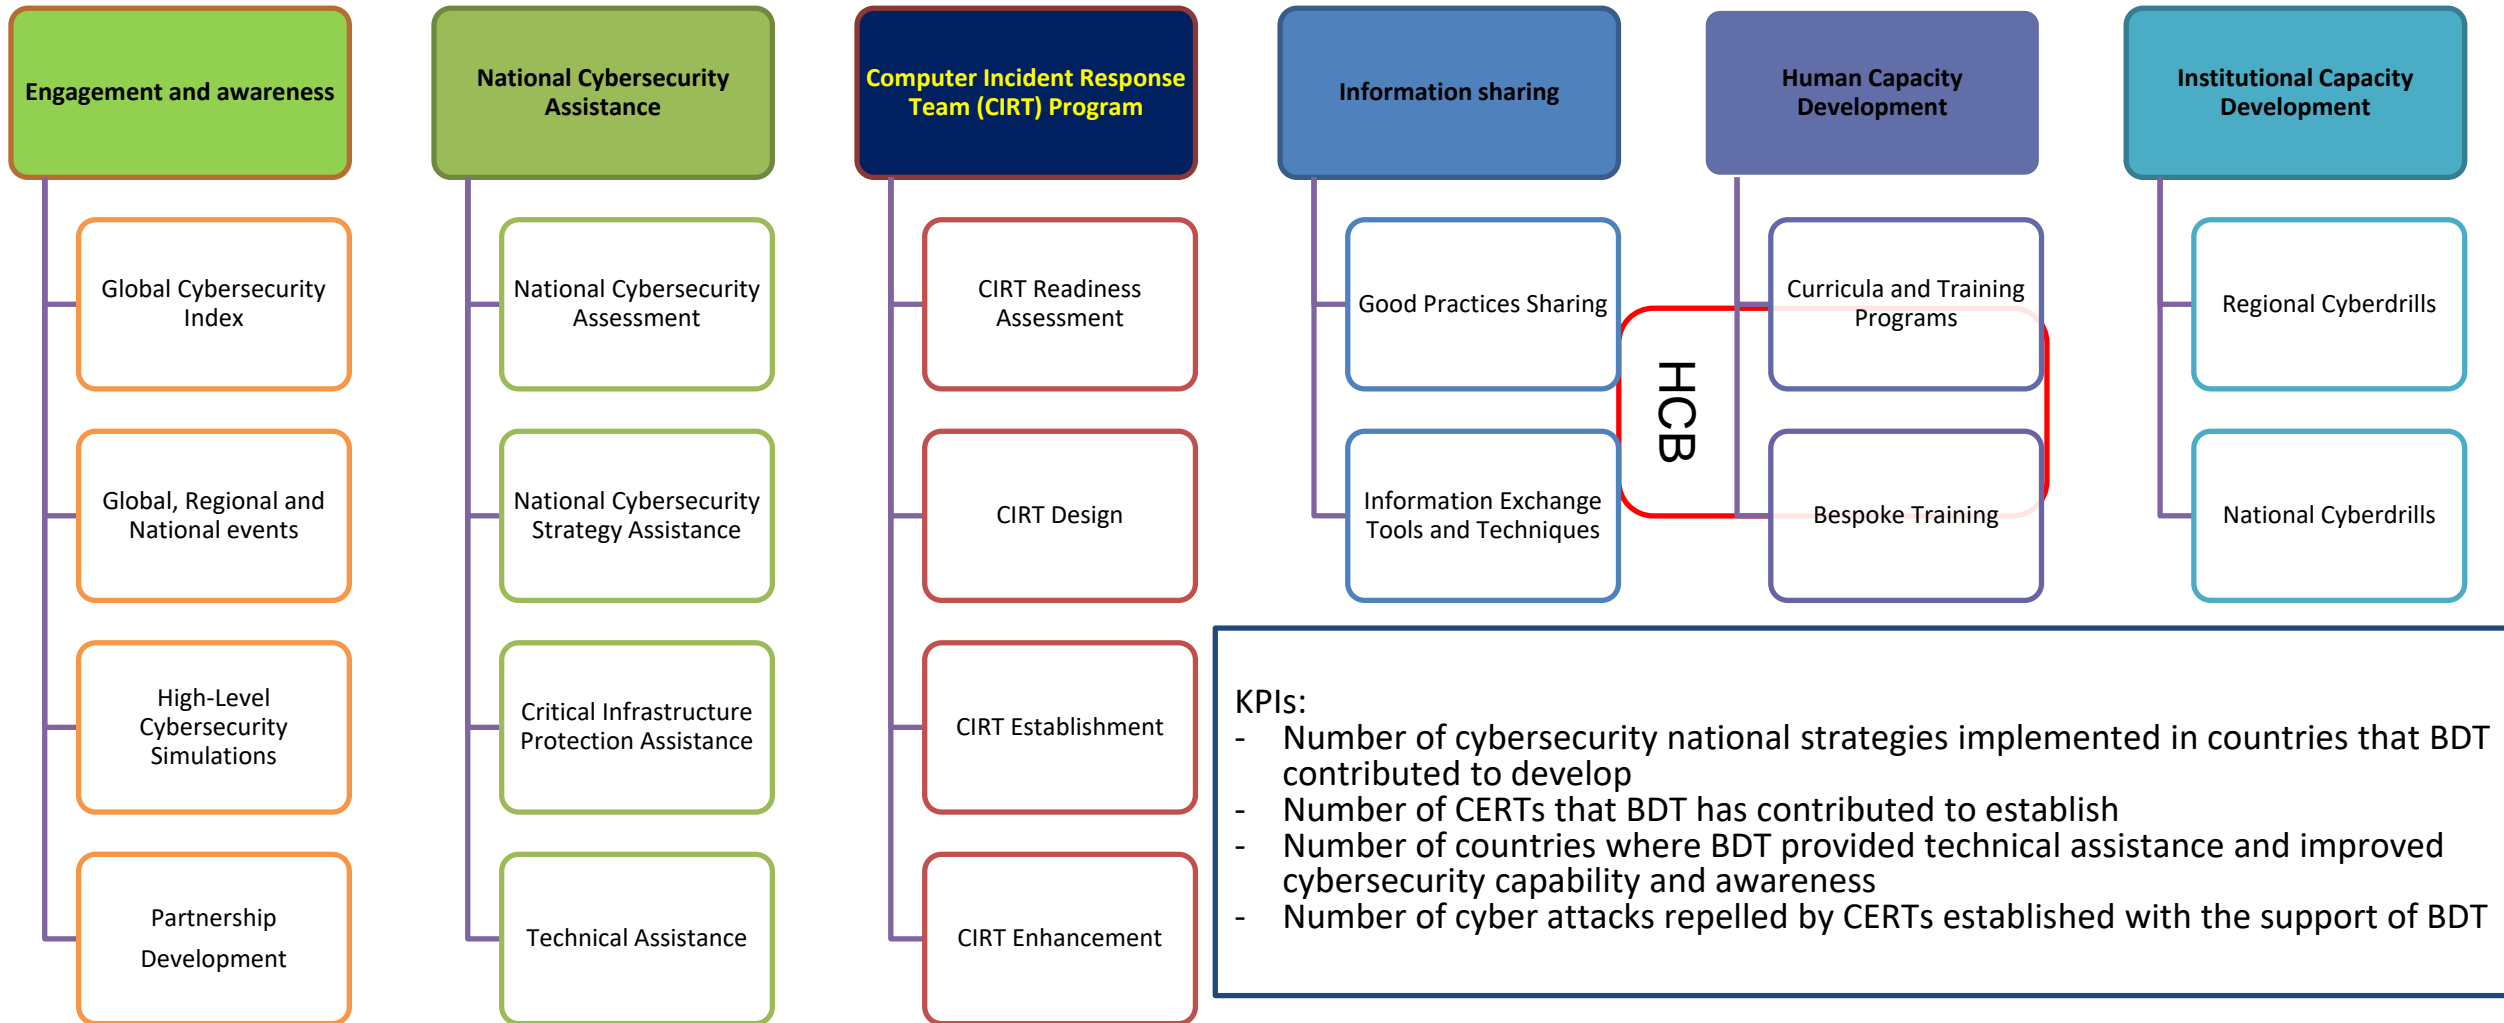 Engagement and awareness
Global Cybersecurity
Index
Global, Regional and
National events
High-Level
Cybersecurity
Simulations
Partnership
Development
National Cybersecurity
Assistance
National Cybersecurity
Assessment
National Cybersecurity
Strategy Assistance
Critical Infrastructure
Protection Assistance
Technical Assistance
Computer Incident Response
Team (CIRT) Program
CIRT Readiness
Assessment
CIRT Design
CIRT Establishment
CIRT Enhancement
Information sharing
Good Practices Sharing
Information Exchange
Tools and Techniques
HCB
Human Capacity
Development
Curricula and Training
Programs
Bespoke Training
Institutional Capacity
Development
Regional Cyberdrills
National Cyberdrills
KPIs:
- Number of cybersecurity national strategies implemented in countries that BDT
contributed to develop
- Number of CERTs that BDT has contributed to establish
- Number of countries where BDT provided technical assistance and improved
cybersecurity capability and awareness
- Number of cyber attacks repelled by CERTs established with the support of BDT